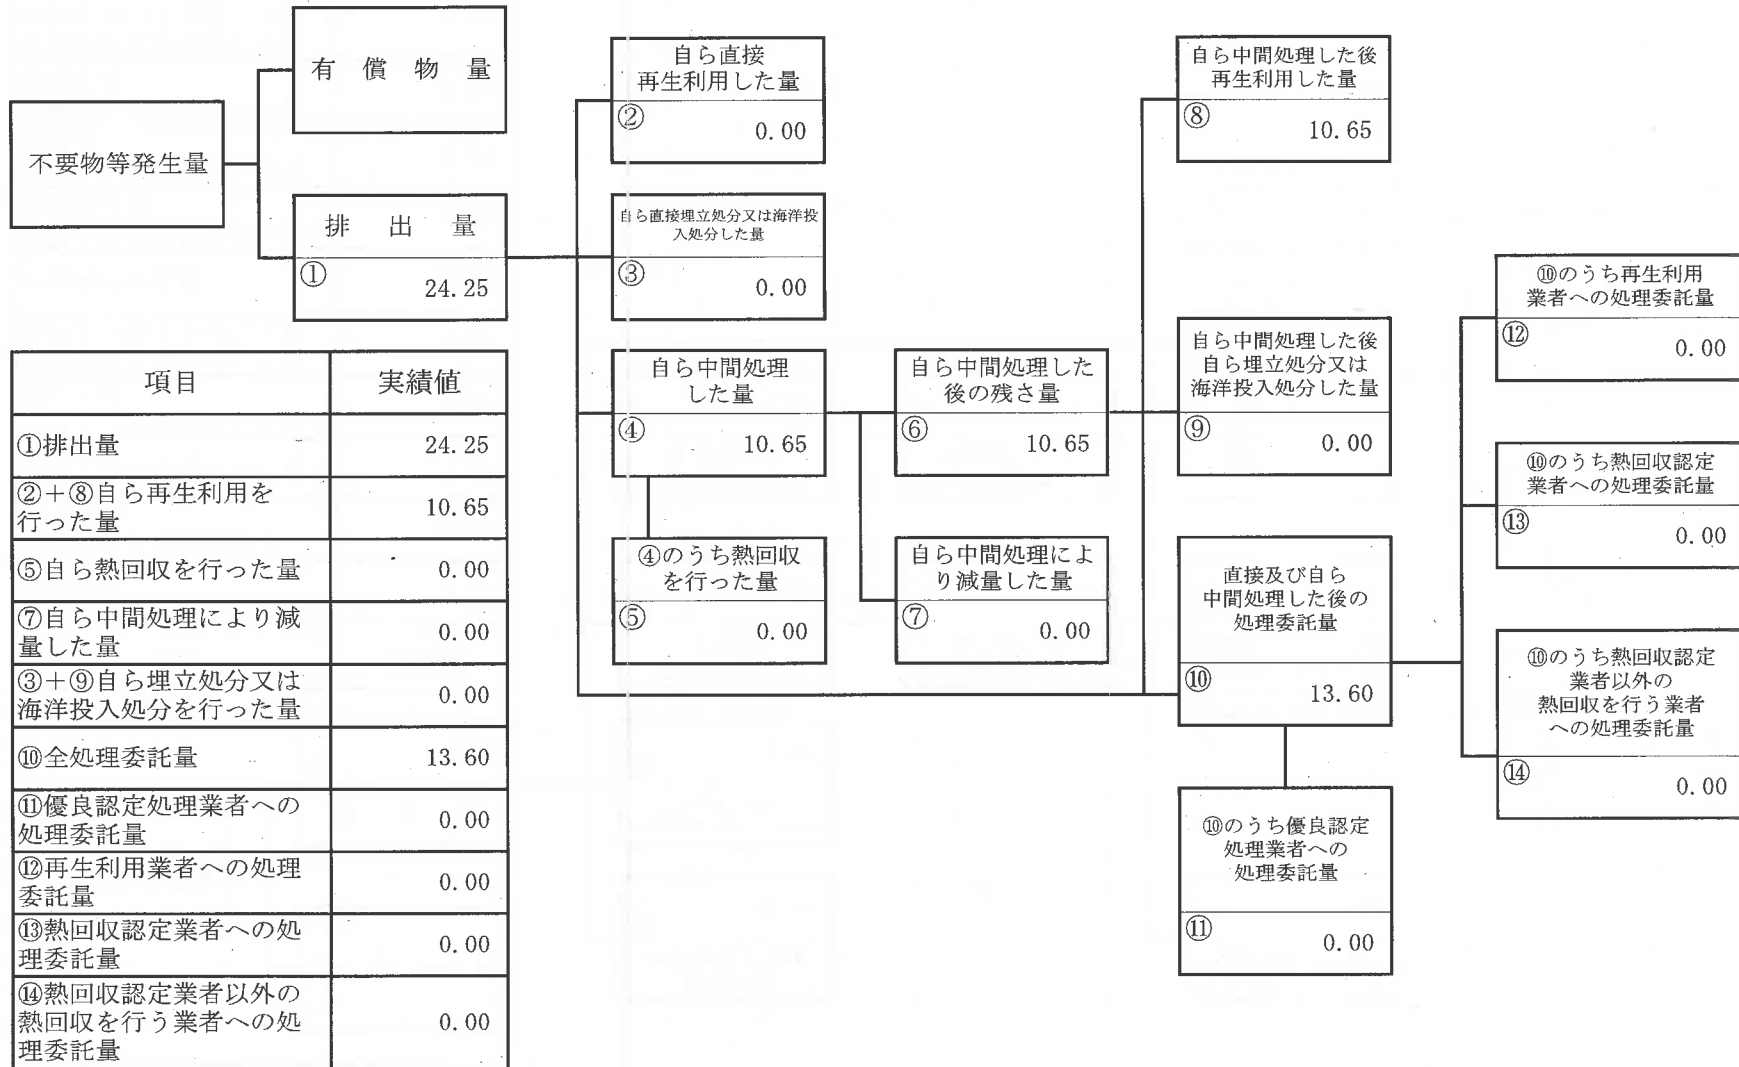 不要物等発生量
有償物量
排出量
①
24.25
自ら直接
再生利用した量
②
0.00
自ら直接埋立処分又は海洋投
入処分した量
③
0.00
自ら中間処理
した量
④
10.65
④のうち熱回収
を行った量
⑤
0.00
自ら中間処理した
後の残さ量
⑥
10.65
自ら中間処理によ
り減量した量
⑦
0.00
自ら中間処理した後
再生利用した量
⑧
10.65
自ら中間処理した後
自ら埋立処分又は
海洋投入処分した量
⑨
0.00
直接及び自ら
中間処理した後の
処理委託量
⑩
13.60
⑩のうち優良認定
処理業者への
処理委託量
⑪
0.00
⑩のうち再生利用
業者への処理委託量
⑫
0.00
⑩のうち熱回収認定
業者への処理委託量
⑬
0.00
⑩のうち熱回収認定
業者以外の
熱回収を行う業者
への処理委託量
⑭
0.00
項目 実績値
①排出量 24.25
②+⑧自ら再生利用を
行った量 10.65
⑤自ら熱回収を行った量 0.00
⑦自ら中間処理により減
量した量 0.00
③+⑨自ら埋立処分又は
海洋投入処分を行った量 0.00
⑩全処理委託量 13.60
⑪優良認定処理業者への
処理委託量 0.00
⑫再生利用業者への処理
委託量 0.00
⑬熱回収認定業者への処
理委託量 0.00
⑭熱回収認定業者以外の
熱回収を行う業者への処
理委託量 0.00